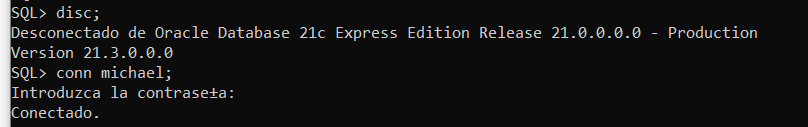 SQL> disc;
Desconectado de Oracle Database 21c Express Edition Release 21.0.0.0.0 - Production
Version 21.3.0.0.0
SQL> conn michael;
Introduzca la contrase±a:
Conectado.